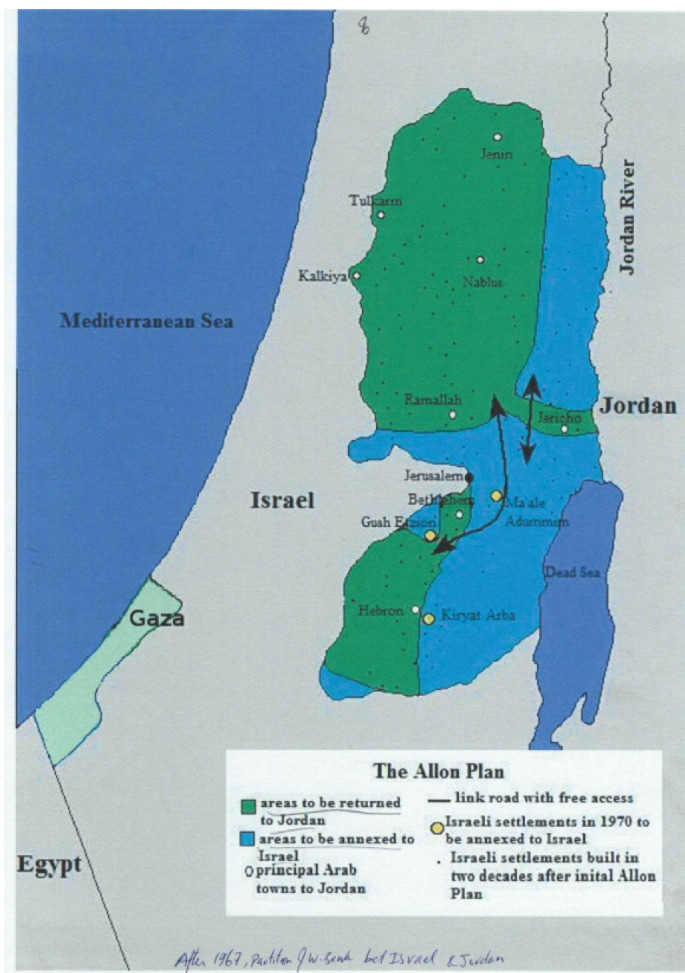 8
Jenin
Tulkarm
Jordan River
Kalkiya
Nablus
Mediterranean Sea
Ramallah
Jericho
Jordan
Jerusalem
Israel
Bethlehem
Ma'ale
Adummim
Gush Etzion
Dead Sea
Gaza
Hebron
Kiryat Arba
The Allon Plan
areas to be returned
to Jordan
areas to be annexed to
Israel
principal Arab
towns to Jordan
link road with free access
Israeli settlements in 1970 to
be annexed to Israel
Israeli settlements built in
two decades after inital Allon
Plan
Egypt
After 1967, Partition of W-Bank bet Israel & Jordan